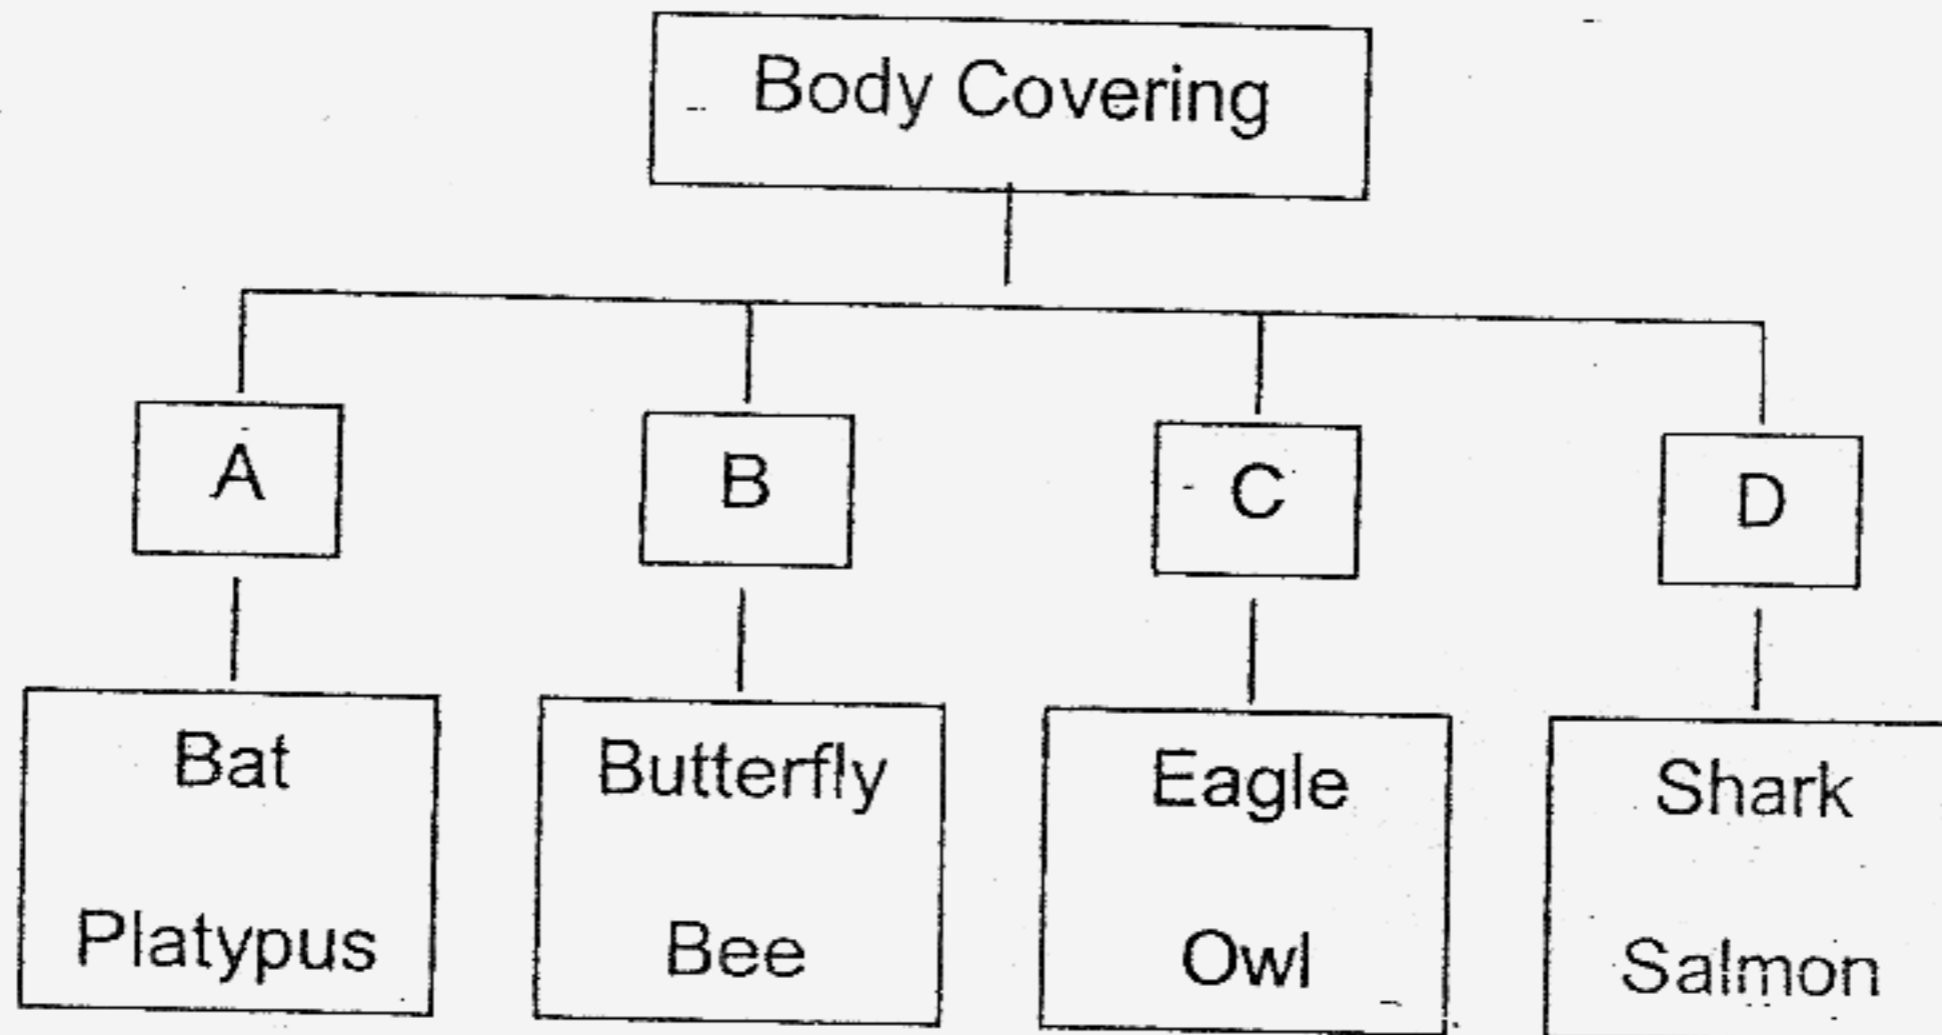 Body Covering
A
B
C
D
Bat
Platypus
Butterfly
Bee
Eagle
Owl
Shark
Salmon